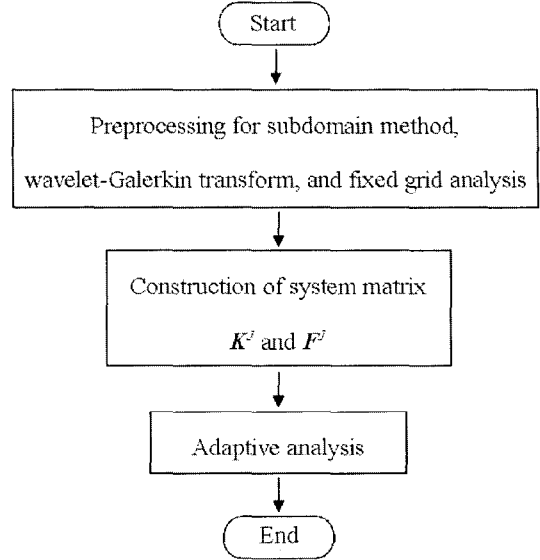 Start
Preprocessing for subdomain method,
wavelet-Galerkin transform, and fixed grid analysis
Construction of system matrix
K^J and F^J
Adaptive analysis
End